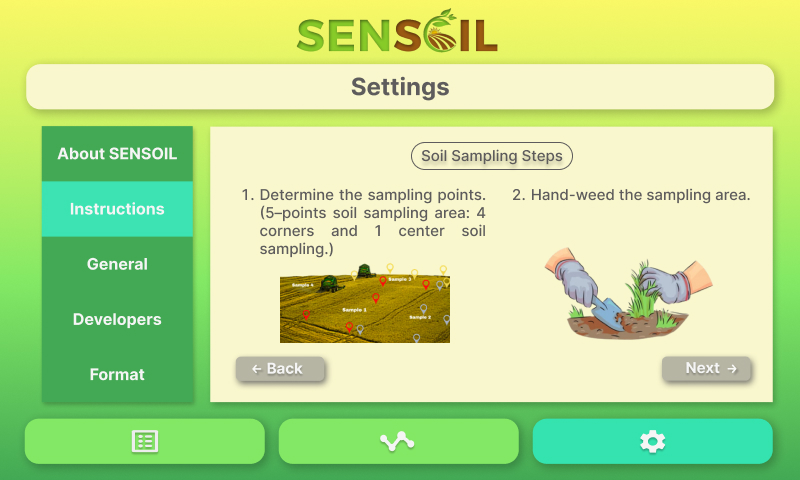 SENSOIL
Settings
About SENSOIL
Instructions
General
Developers
Format
Soil Sampling Steps
1. Determine the sampling points.
(5–points soil sampling area: 4
corners and 1 center soil
sampling.)
Sample 4
Sample 3
Sample 1
Sample 2
2. Hand-weed the sampling area.
← Back
Next →